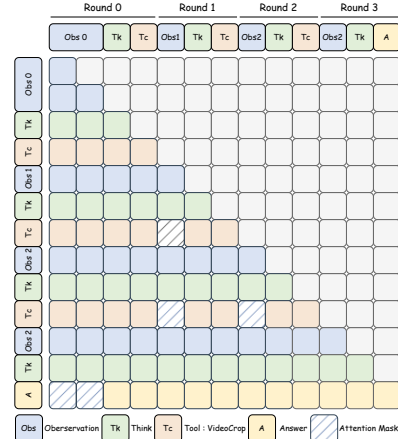 Round 0 Round 1 Round 2 Round 3
Obs 0 Tk Tc Obs1 Tk Tc Obs2 Tk Tc Obs2 Tk A
Obs 0
Tk
Tc
Obs 1
Tk
Tc
Obs 2
Tk
Tc
Obs 2
Tk
A
Obs Oberservation Tk Think Tc Tool : VideoCrop A Answer Attention Mask